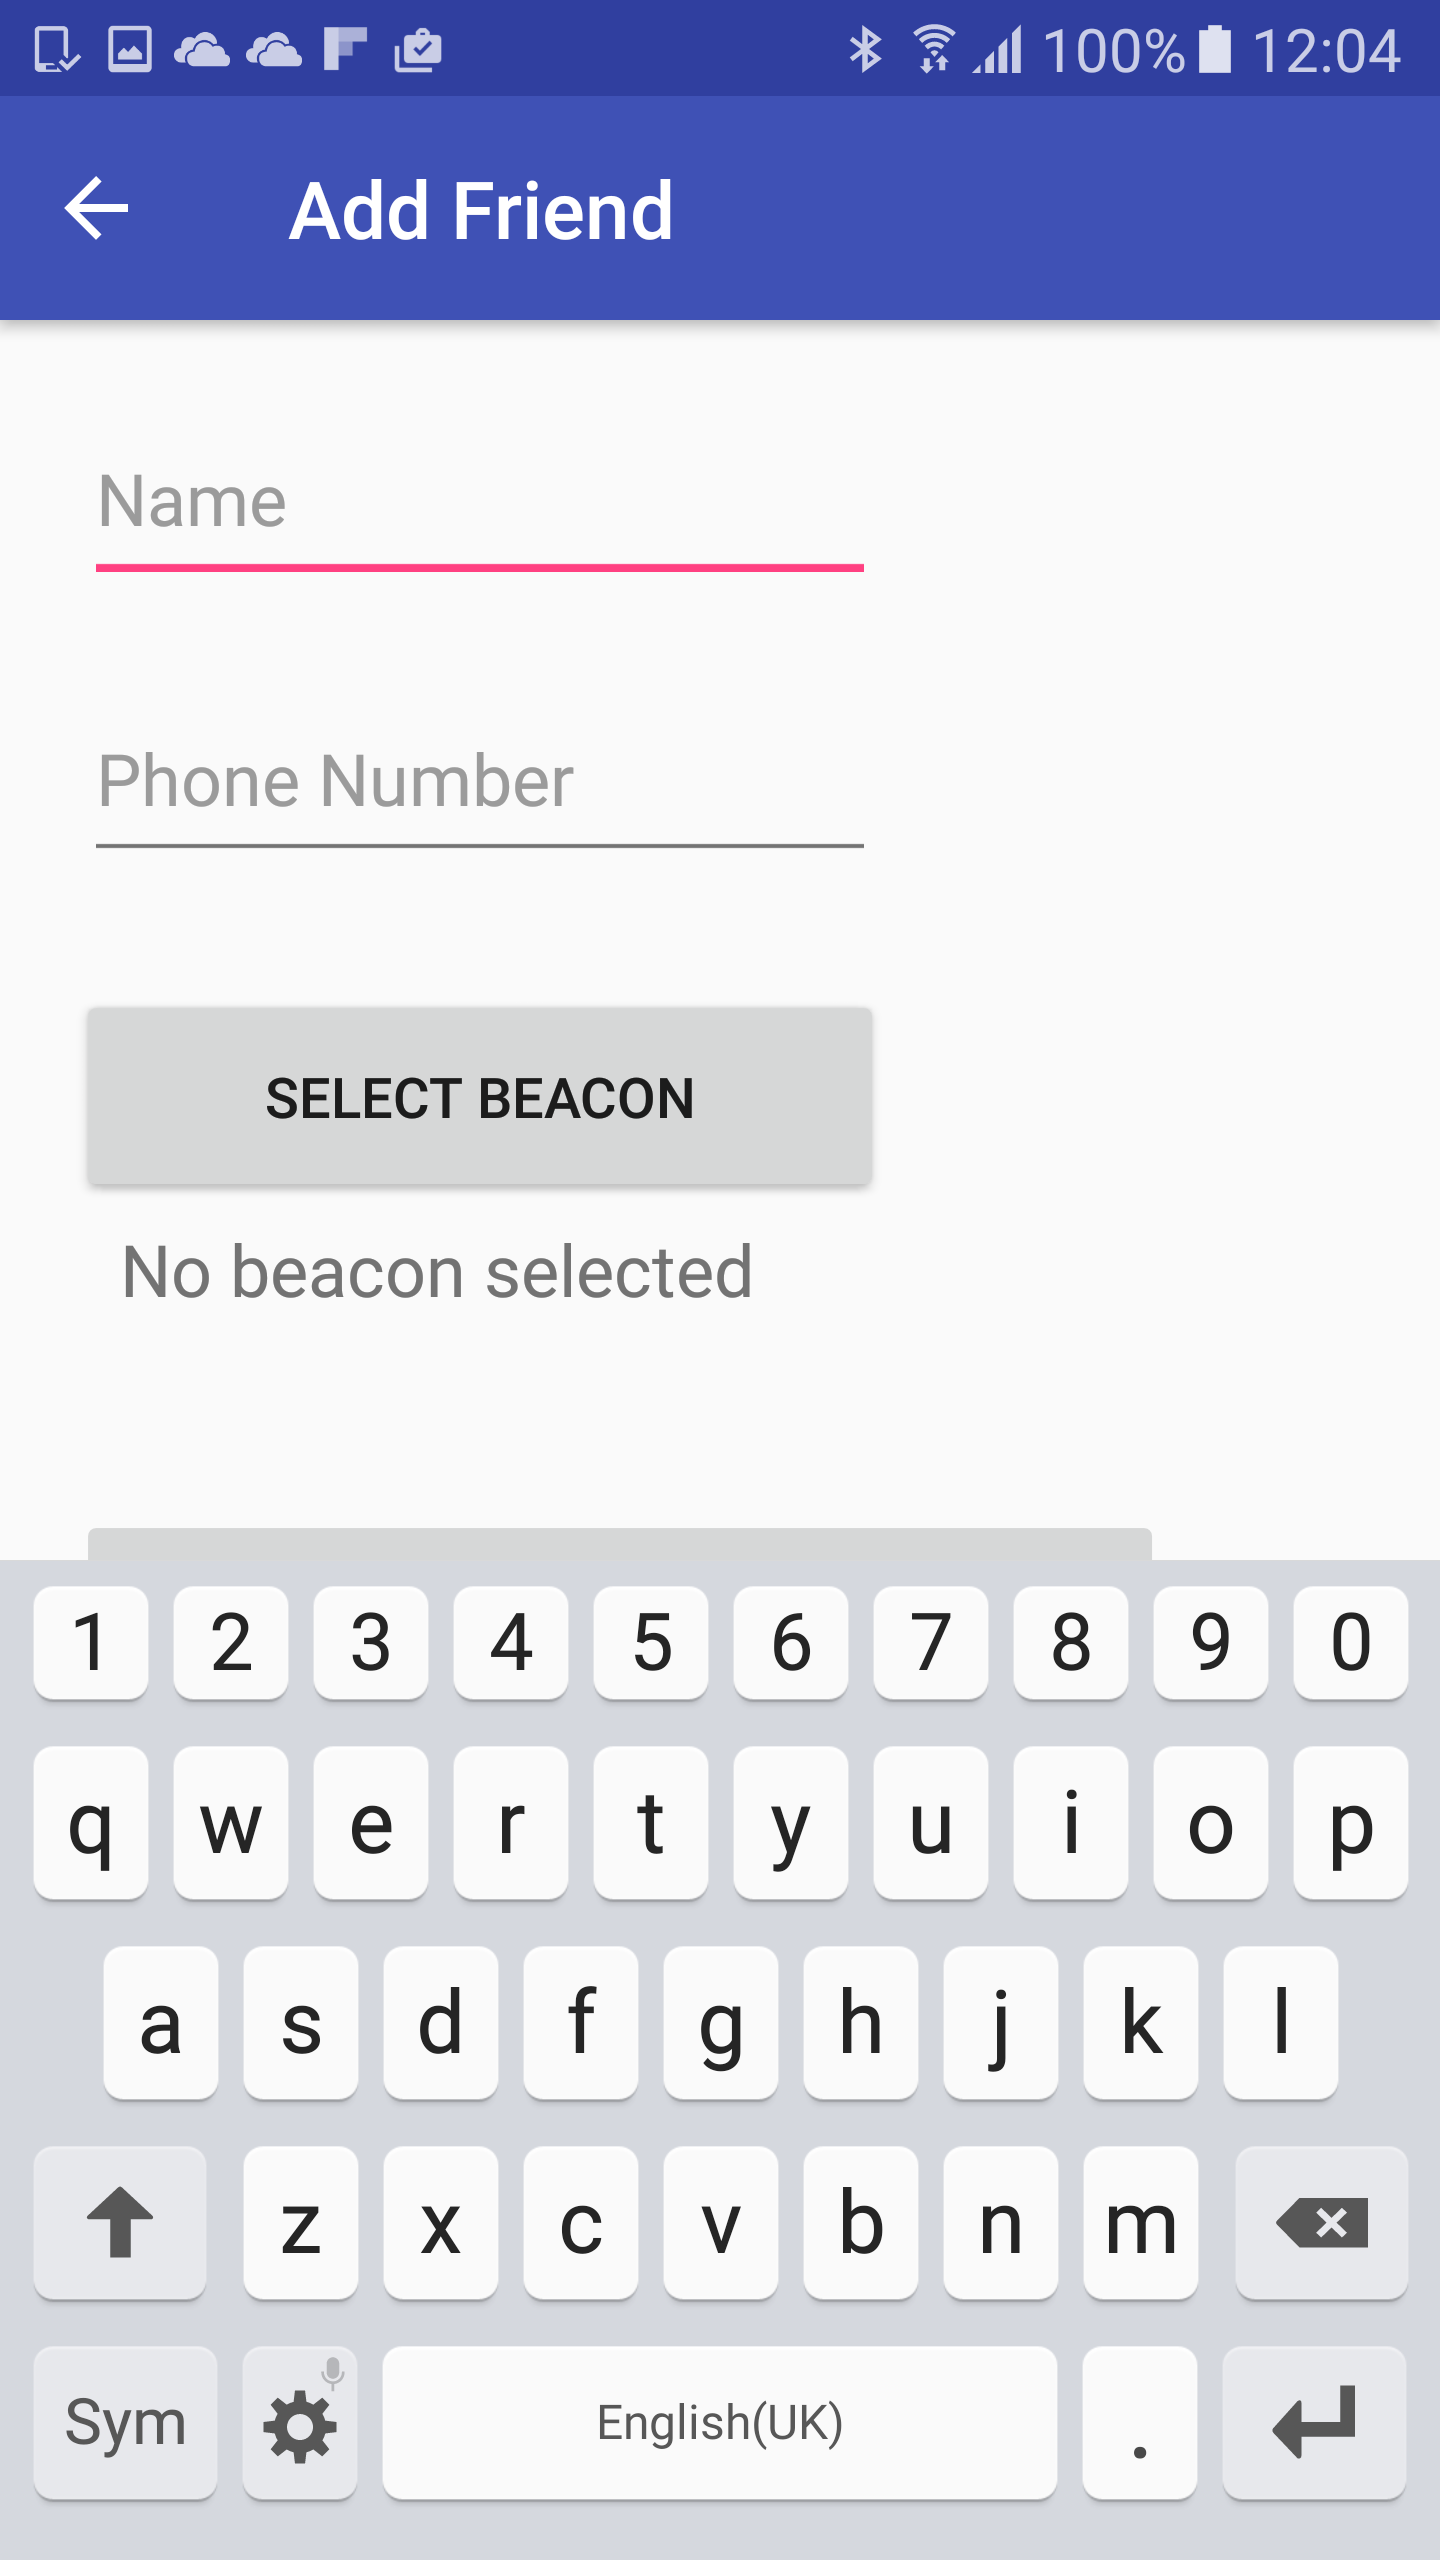 100% 12:04
Add Friend
Name
Phone Number
SELECT BEACON
No beacon selected
1 2 3 4 5 6 7 8 9 0
q w e r t y u i o p
a s d f g h j k l
z x c v b n m
Sym English(UK) .